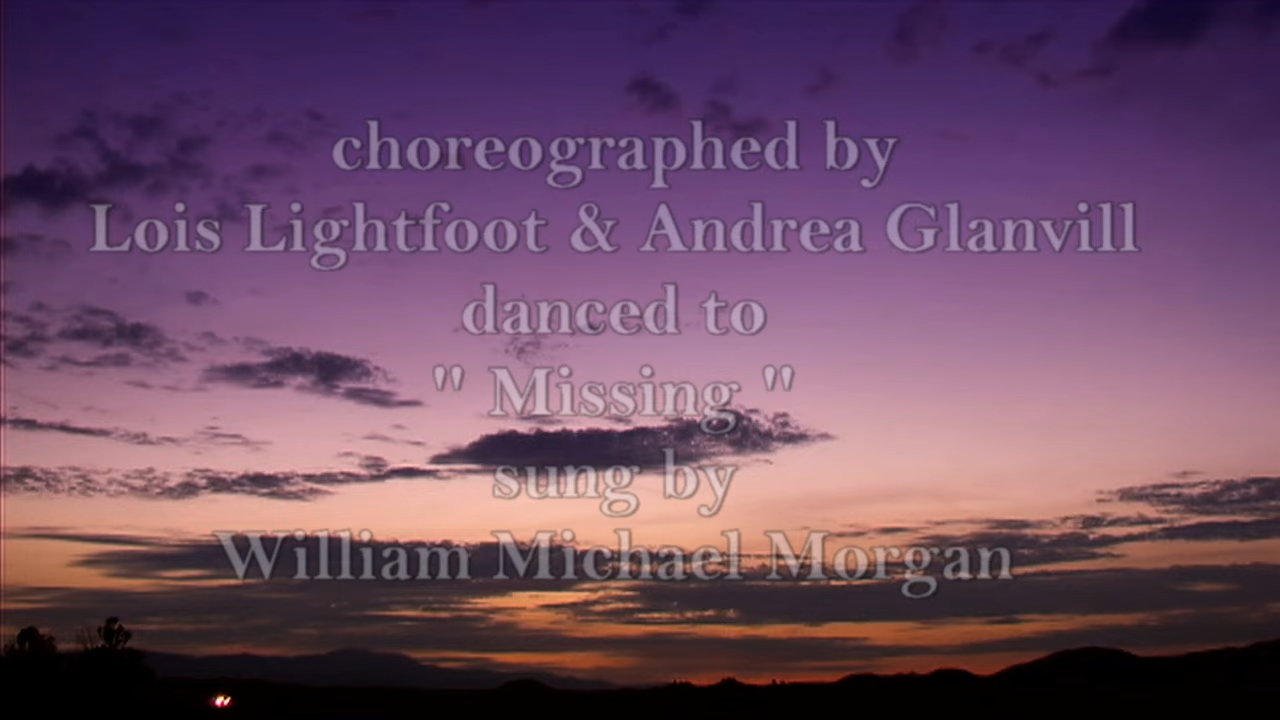 choreographed by
Lois Lightfoot & Andrea Glanvill
danced to
" Missing "
sung by
William Michael Morgan